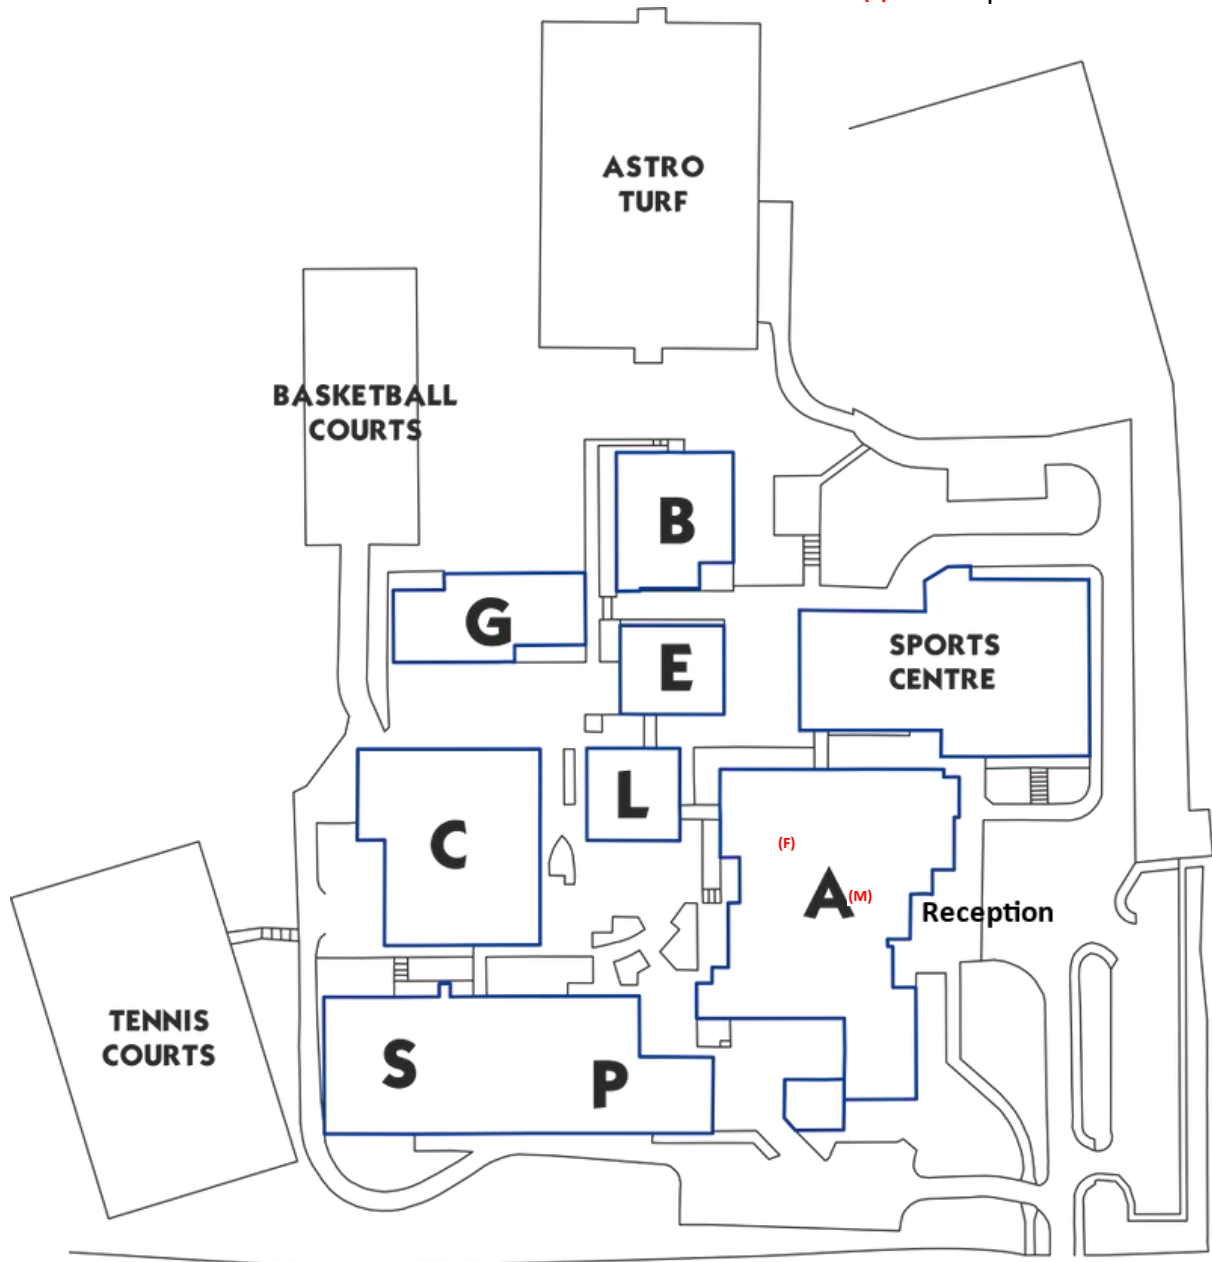 ASTRO
TURF
BASKETBALL
COURTS
B
G
E
SPORTS
CENTRE
L
C
(F)
A
(M)
Reception
TENNIS
COURTS
S
P